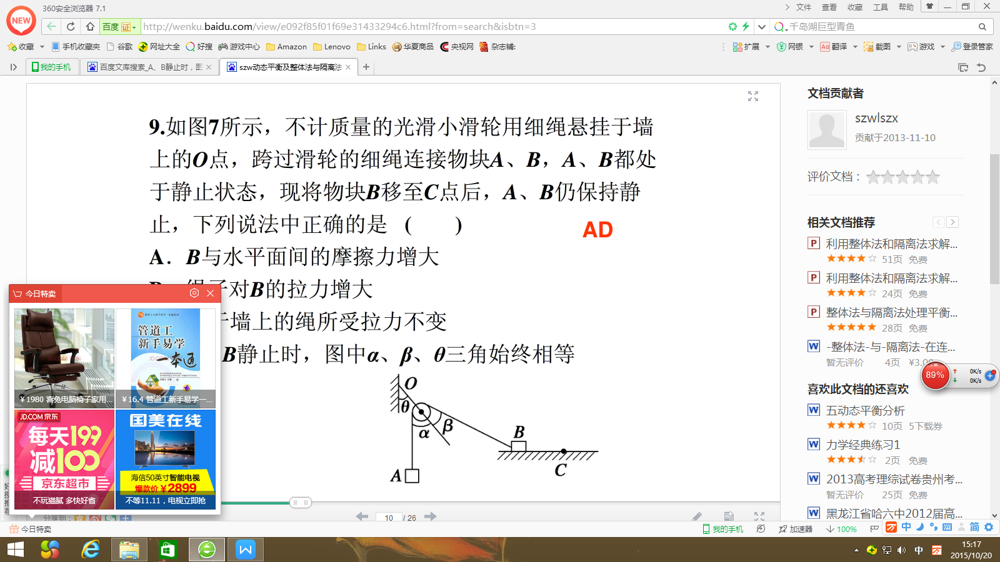 360安全浏览器 7.1
文件 查看 收藏 工具 帮助
NEW
百度 证
http://wenku.baidu.com/view/e092f85f01f69e31433294c6.html?from=search&isbtn=3
千岛湖巨型青鱼
收藏 手机收藏夹 谷歌 网址大全 好搜 游戏中心 Amazon Lenovo Links 华夏商品 央视网 杂志铺:
扩展 网银 翻译 截图 游戏 登录管家
我的手机 百度文库搜索_A、B静止时，图 szw动态平衡及整体法与隔离法
9.如图7所示，不计质量的光滑小滑轮用细绳悬挂于墙
上的O点，跨过滑轮的细绳连接物块A、B，A、B都处
于静止状态，现将物块B移至C点后，A、B仍保持静
止，下列说法中正确的是 ( )
AD
A．B与水平面间的摩擦力增大
对B的拉力增大
墙上的绳所受拉力不变
B静止时，图中α、β、θ三角始终相等
O
θ
α
β
B
A
C
10 / 26
文档贡献者
szwlszx
贡献于2013-11-10
评价文档：
相关文档推荐
P 利用整体法和隔离法求解...
51页 免费
P 利用整体法和隔离法求解...
24页 免费
P 整体法与隔离法处理平衡...
28页 免费
W -整体法-与-隔离法-在连...
暂无评价 4页 ¥3.00
89%
0K/s
0K/s
喜欢此文档的还喜欢
W 五动态平衡分析
10页 5下载券
W 力学经典练习1
2页 免费
W 2013高考理综试卷贵州考...
暂无评价 25页 免费
W 黑龙江省哈六中2012届高...
今日特卖
￥1980 喜兔电脑椅子家用...
管道工
新手易学
一本通
￥16.4 管道工新手易学一...
JD.COM 京东
每天199
减100
京东超市
不玩猫腻 多快好省
国美在线
海信50英寸智能电视
爆款价￥2899
不等11.11，电视立即抢
分享到：
今日特卖
我的手机 加速器 100%
中 简
中
15:17
2015/10/20